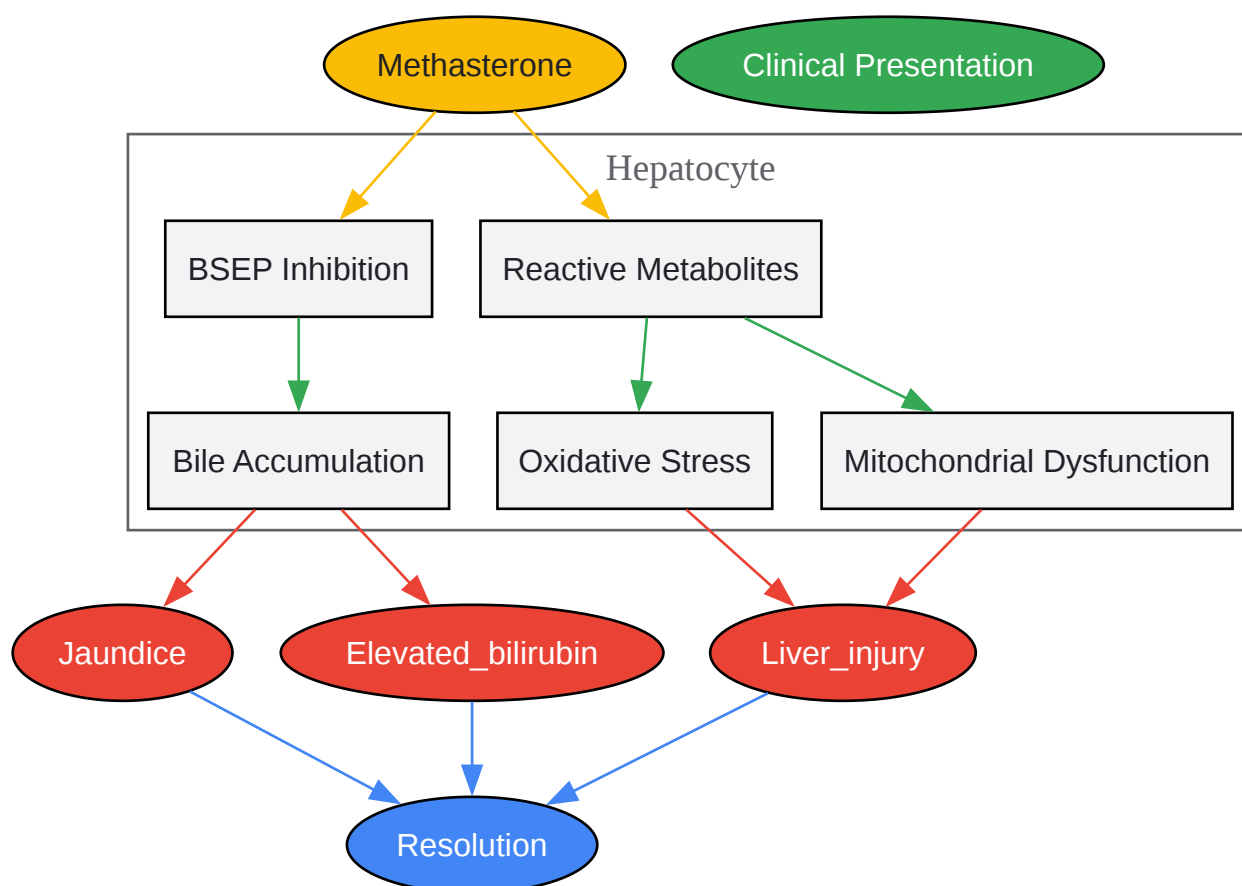 Methasterone
Clinical Presentation
Hepatocyte
BSEP Inhibition
Reactive Metabolites
Bile Accumulation
Oxidative Stress
Mitochondrial Dysfunction
Jaundice
Elevated_bilirubin
Liver_injury
Resolution